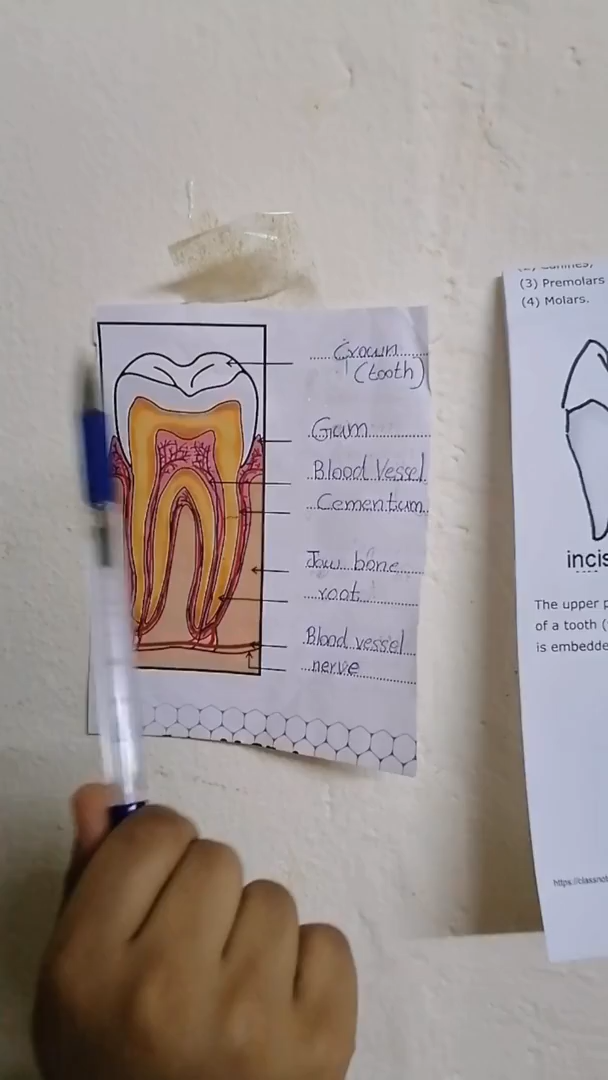 Crown
(tooth)
Gum
Blood Vessel
Cementum
Jaw bone
root
Blood vessel
nerve
(3) Premolars
(4) Molars.
The upper
of a tooth (
is embedde